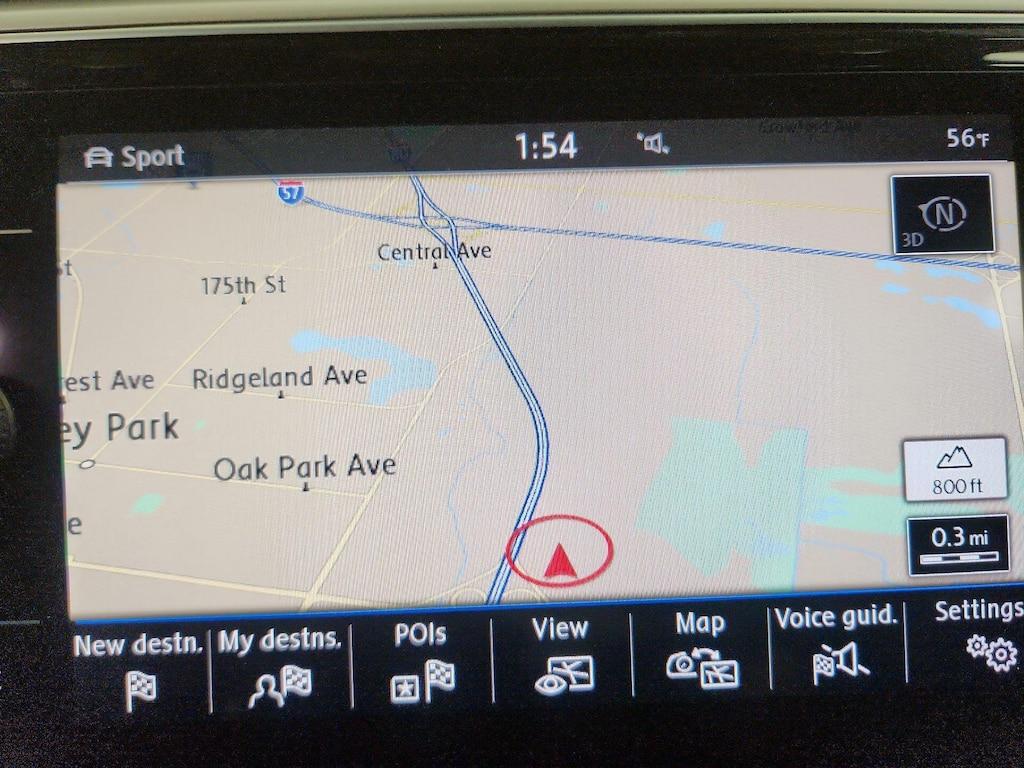 Sport
1:54
56°F
57
N
3D
Central Ave
175th St
st
est Ave
Ridgeland Ave
ey Park
Oak Park Ave
e
800 ft
0.3 mi
New destn.
My destns.
POIs
View
Map
Voice guid.
Settings